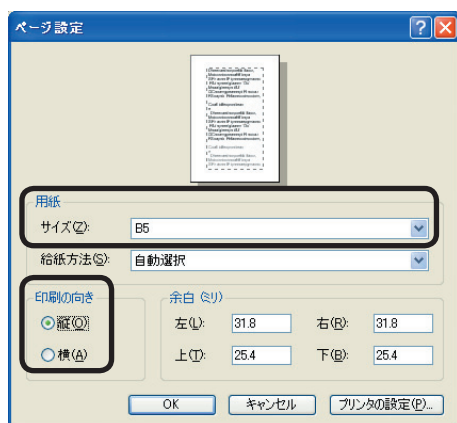 ページ設定
用紙
サイズ(Z): B5
給紙方法(S): 自動選択
印刷の向き
縦(O)
横(A)
余白 (ミリ)
左(L): 31.8 右(R): 31.8
上(T): 25.4 下(B): 25.4
OK キャンセル プリンタの設定(P)...